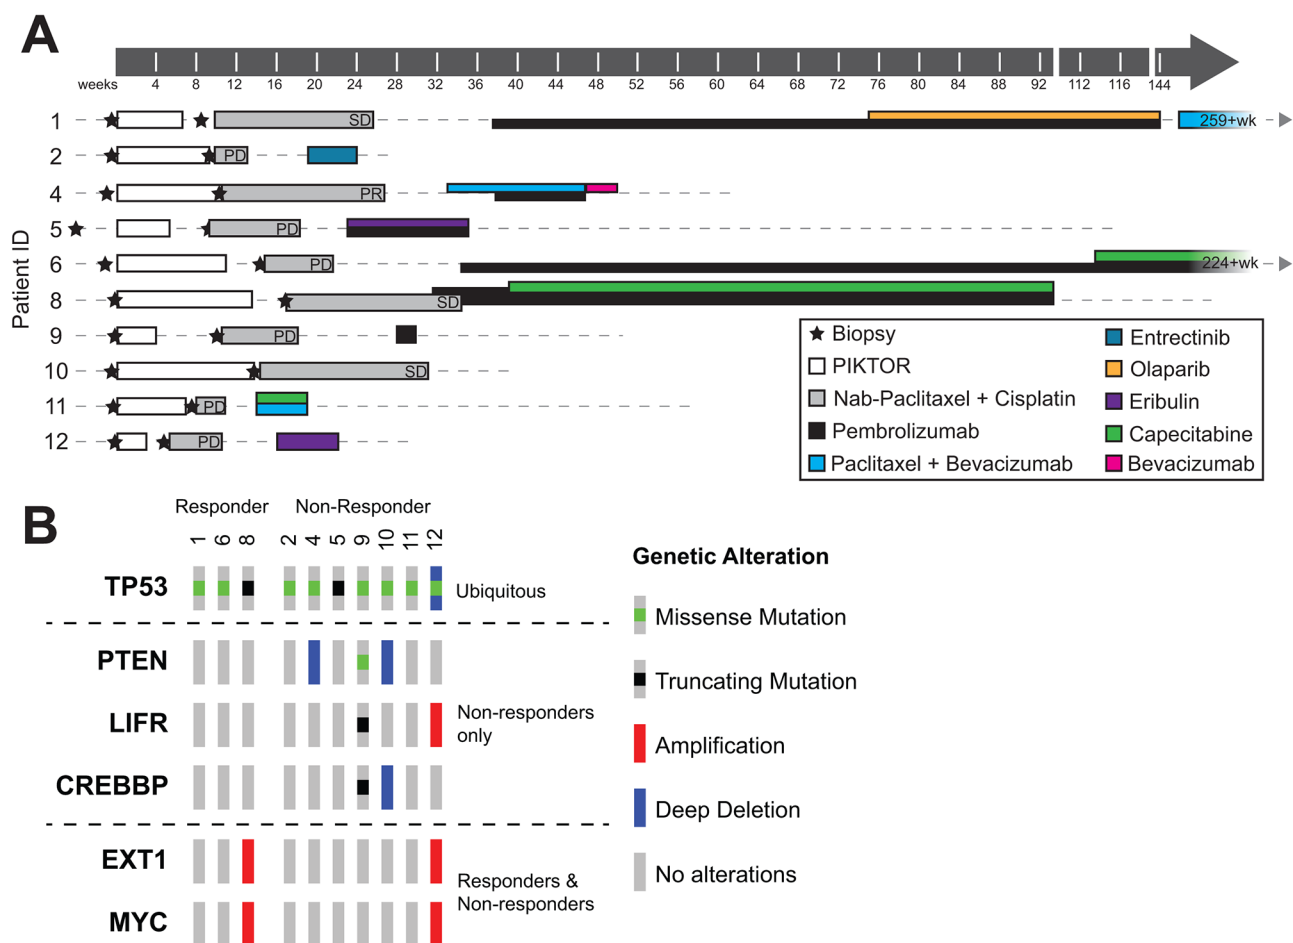 A
weeks 4 8 12 16 20 24 28 32 36 40 44 48 52 56 60 64 68 72 76 80 84 88 92 112 116 144
Patient ID
1 SD 259+wk
2 PD
4 PR
5 PD
6 PD 224+wk
8 SD
9 PD
10 SD
11 PD
12 PD
Biopsy
PIKTOR
Nab-Paclitaxel + Cisplatin
Pembrolizumab
Paclitaxel + Bevacizumab
Entrectinib
Olaparib
Eribulin
Capecitabine
Bevacizumab
B
Responder Non-Responder
1 6 8 2 4 5 9 10 11 12
TP53 Ubiquitous
PTEN
LIFR
Non-responders
only
CREBBP
EXT1
Responders &
Non-responders
MYC
Genetic Alteration
Missense Mutation
Truncating Mutation
Amplification
Deep Deletion
No alterations